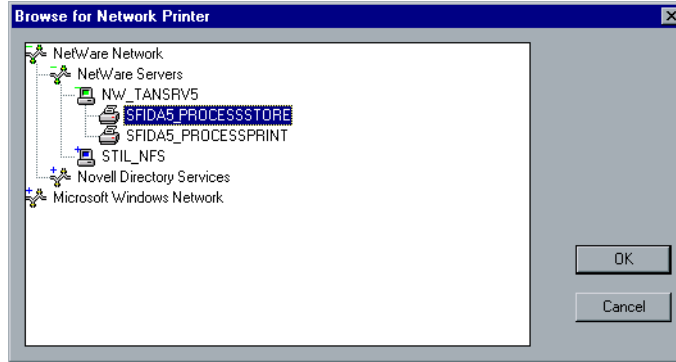 Browse for Network Printer
NetWare Network
NetWare Servers
NW_TANSRV5
SFIDA5_PROCESSSTORE
SFIDA5_PROCESSPRINT
STIL_NFS
Novell Directory Services
Microsoft Windows Network
OK
Cancel